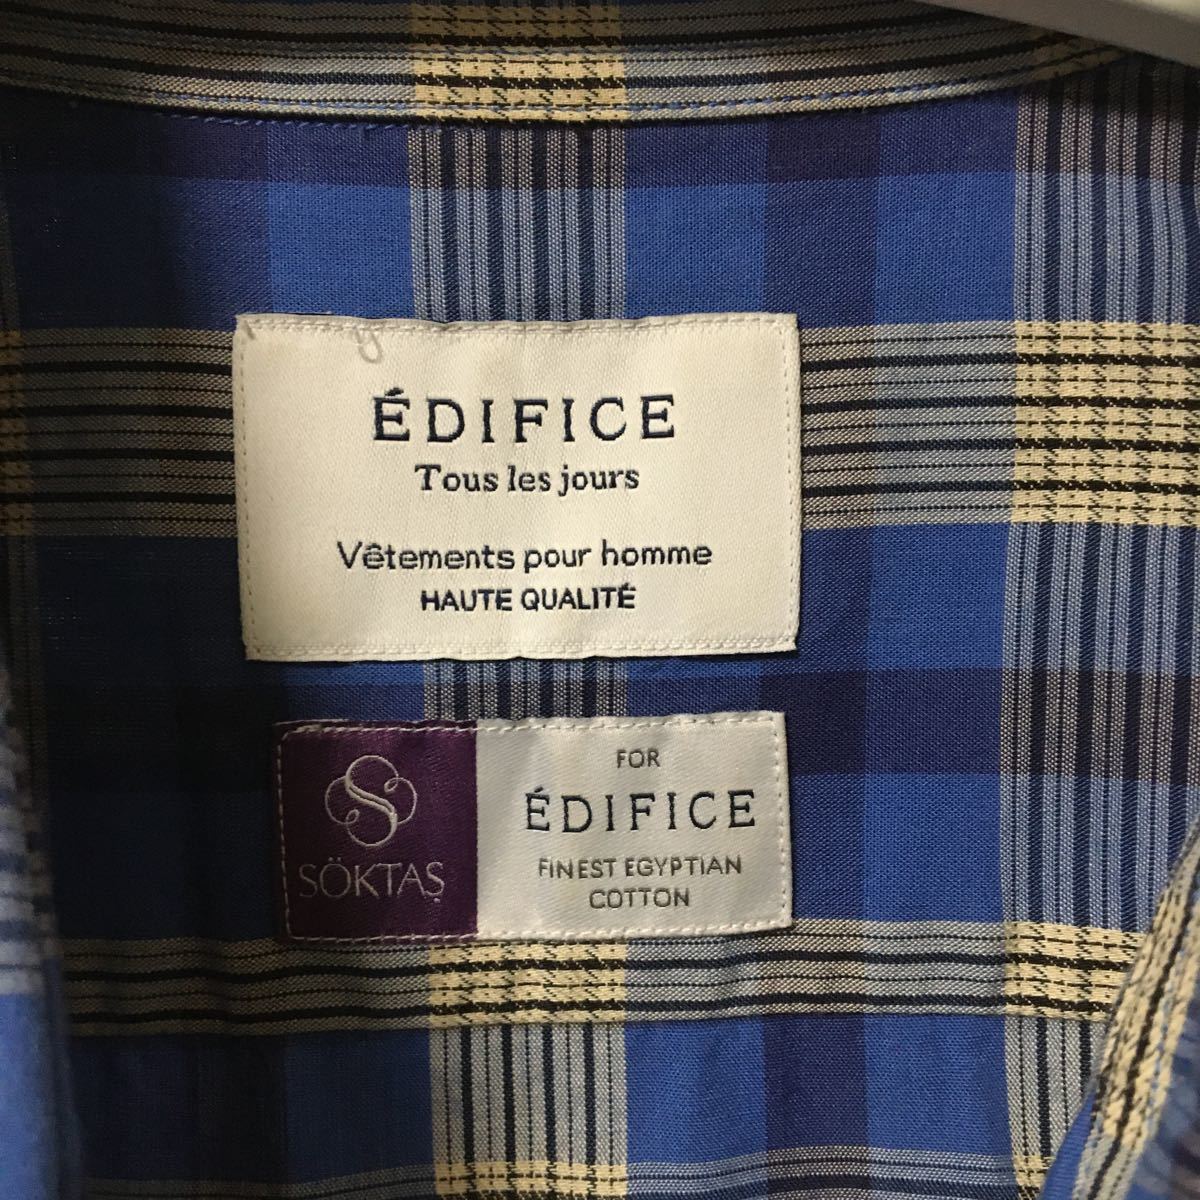 ÉDIFICE
Tous les jours
Vêtements pour homme
HAUTE QUALITÉ
S
SÖKTAŞ
FOR
ÉDIFICE
FINEST EGYPTIAN
COTTON